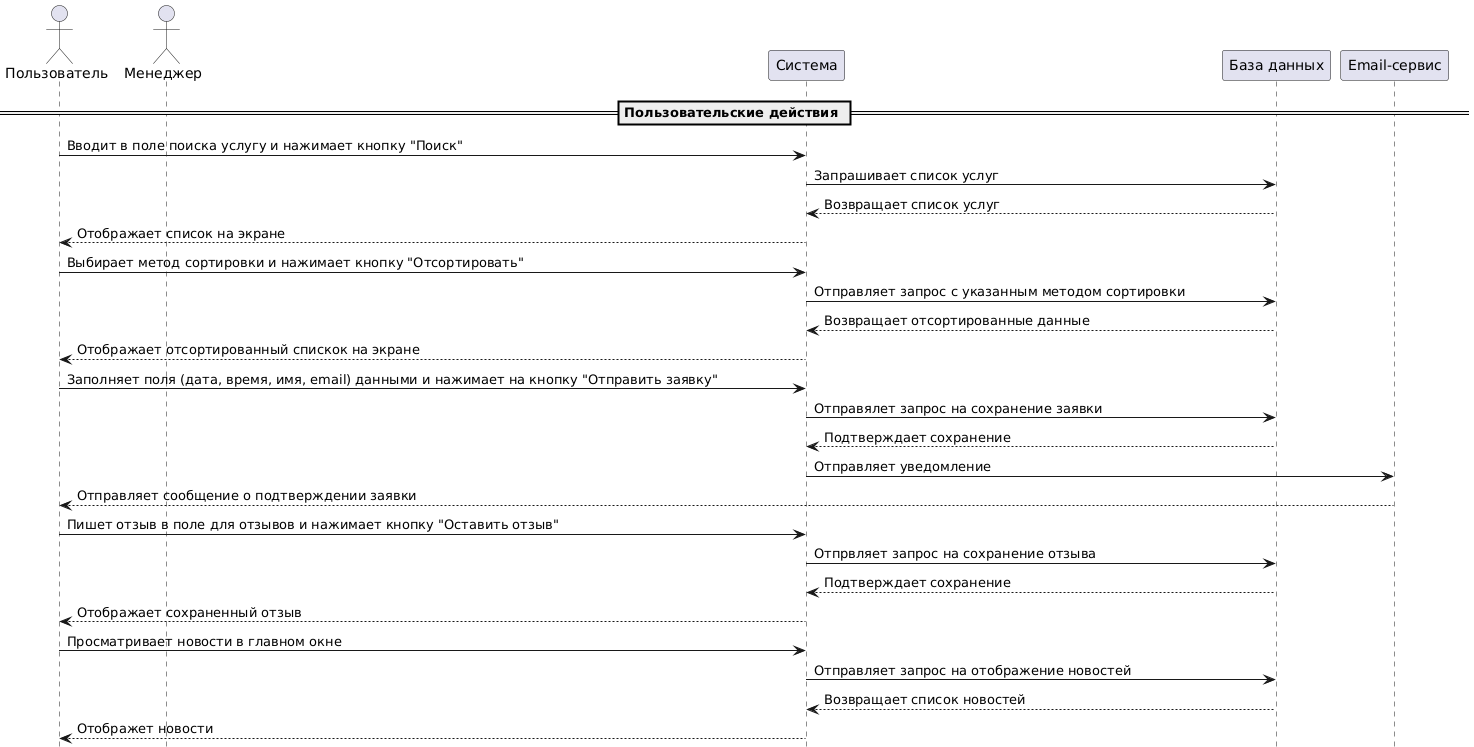 Пользователь Менеджер Система База данных Email-сервис
Пользовательские действия
Вводит в поле поиска услугу и нажимает кнопку "Поиск"
Запрашивает список услуг
Возвращает список услуг
Отображает список на экране
Выбирает метод сортировки и нажимает кнопку "Отсортировать"
Отправляет запрос с указанным методом сортировки
Возвращает отсортированные данные
Отображает отсортированный спискок на экране
Заполняет поля (дата, время, имя, email) данными и нажимает на кнопку "Отправить заявку"
Отправялет запрос на сохранение заявки
Подтверждает сохранение
Отправляет уведомление
Отправляет сообщение о подтверждении заявки
Пишет отзыв в поле для отзывов и нажимает кнопку "Оставить отзыв"
Отпрвляет запрос на сохранение отзыва
Подтверждает сохранение
Отображает сохраненный отзыв
Просматривает новости в главном окне
Отправляет запрос на отображение новостей
Возвращает список новостей
Отображет новости